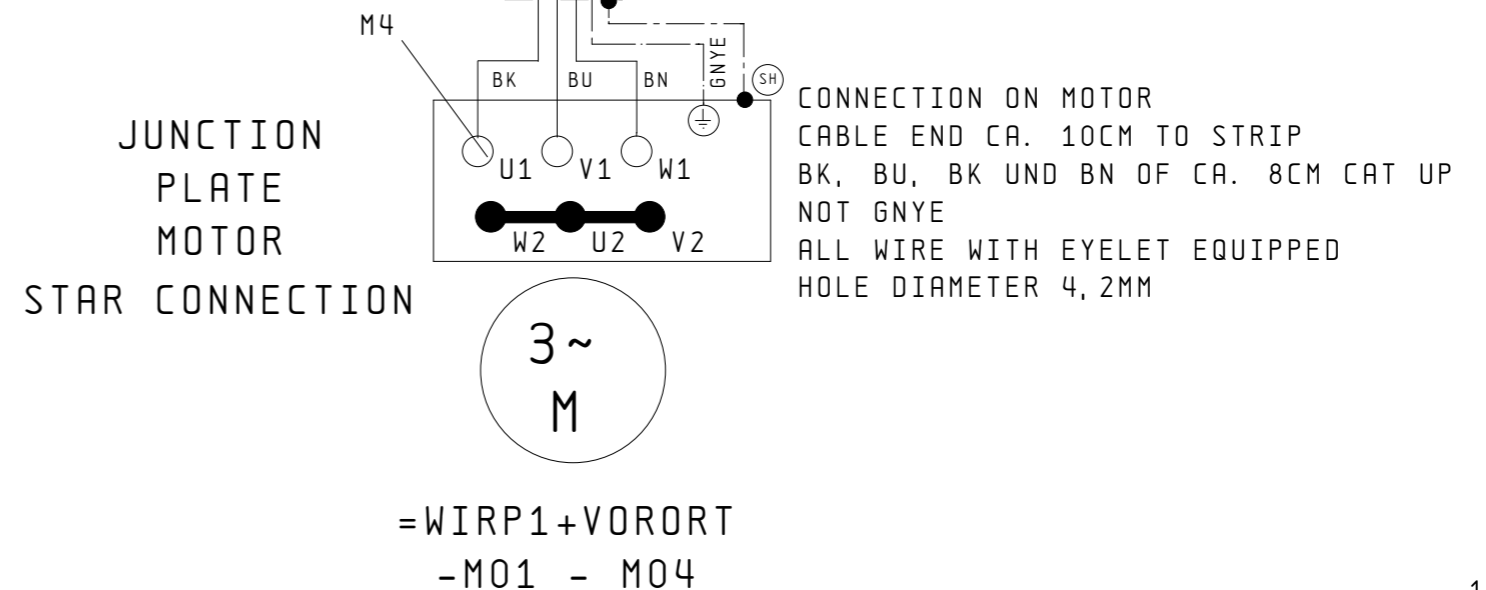 M4
BK BU BN GNYE SH
JUNCTION
PLATE
MOTOR
STAR CONNECTION
U1 V1 W1
W2 U2 V2
CONNECTION ON MOTOR
CABLE END CA. 10CM TO STRIP
BK, BU, BK UND BN OF CA. 8CM CAT UP
NOT GNYE
ALL WIRE WITH EYELET EQUIPPED
HOLE DIAMETER 4,2MM
3~
M
=WIRP1+VORORT
-M01 - M04